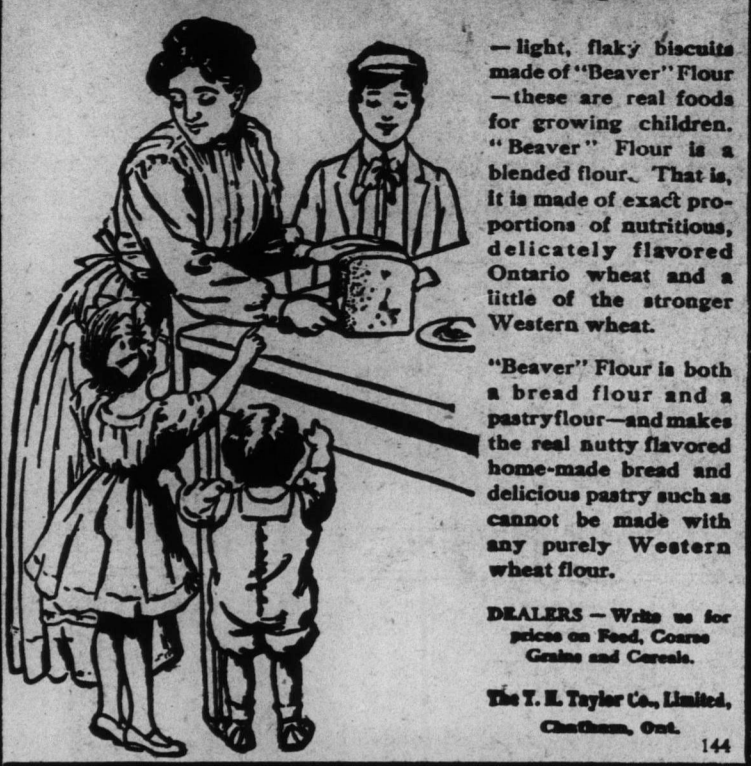 — light, flaky biscuits
made of "Beaver" Flour
— these are real foods
for growing children.
"Beaver" Flour is a
blended flour. That is,
it is made of exact pro-
portions of nutritious,
delicately flavored
Ontario wheat and a
little of the stronger
Western wheat.
"Beaver" Flour is both
a bread flour and a
pastry flour—and makes
the real nutty flavored
home-made bread and
delicious pastry such as
cannot be made with
any purely Western
wheat flour.
DEALERS — Write us for
prices on Feed, Coarse
Grains and Cereals.
The T. H. Taylor Co., Limited,
Chatham, Ont.
144